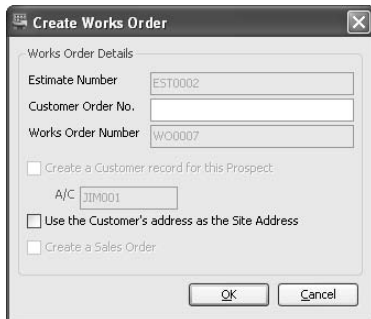 Create Works Order
Works Order Details
Estimate Number EST0002
Customer Order No.
Works Order Number WO0007
Create a Customer record for this Prospect
A/C JIM001
Use the Customer's address as the Site Address
Create a Sales Order
OK Cancel